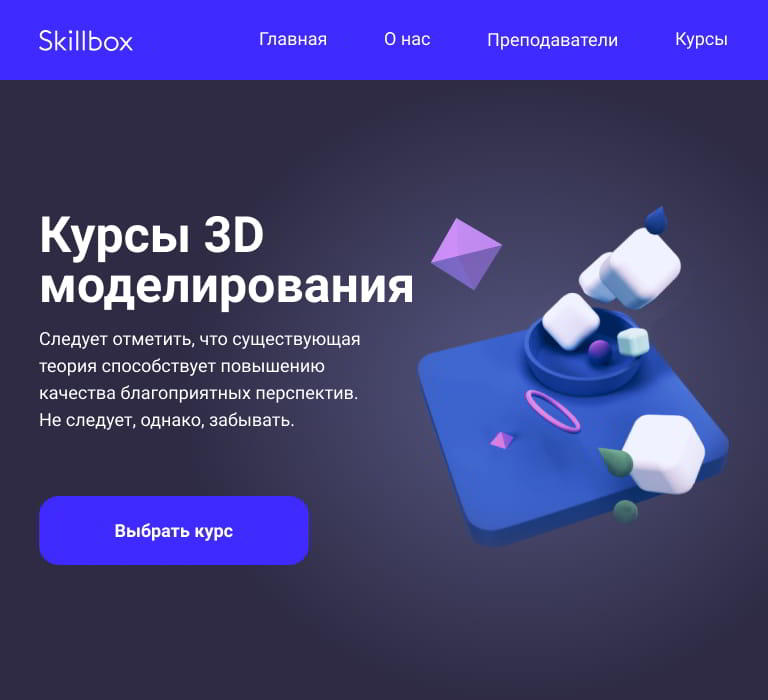 Skillbox
Главная
О нас
Преподаватели
Курсы
Курсы 3D
моделирования
Следует отметить, что существующая
теория способствует повышению
качества благоприятных перспектив.
Не следует, однако, забывать.
Выбрать курс